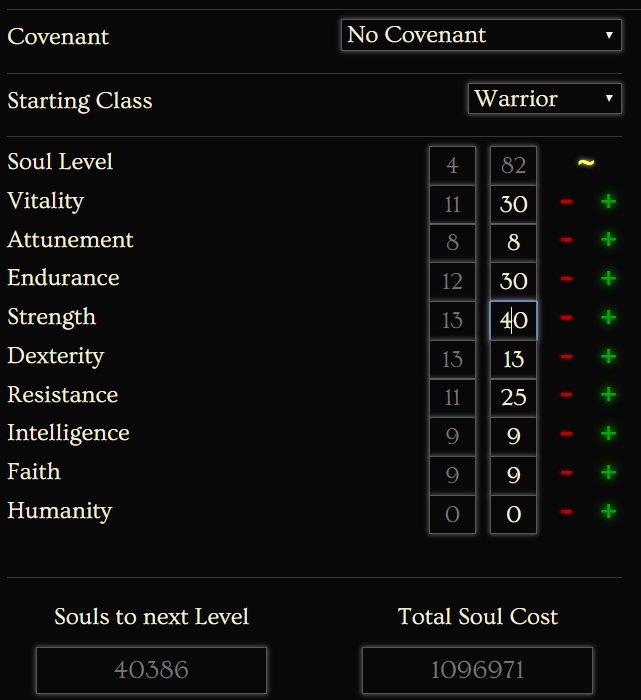 Covenant No Covenant
Starting Class Warrior
Soul Level 4 82 ~
Vitality 11 30 - +
Attunement 8 8 - +
Endurance 12 30 - +
Strength 13 40 - +
Dexterity 13 13 - +
Resistance 11 25 - +
Intelligence 9 9 - +
Faith 9 9 - +
Humanity 0 0 - +
Souls to next Level Total Soul Cost
40386 1096971